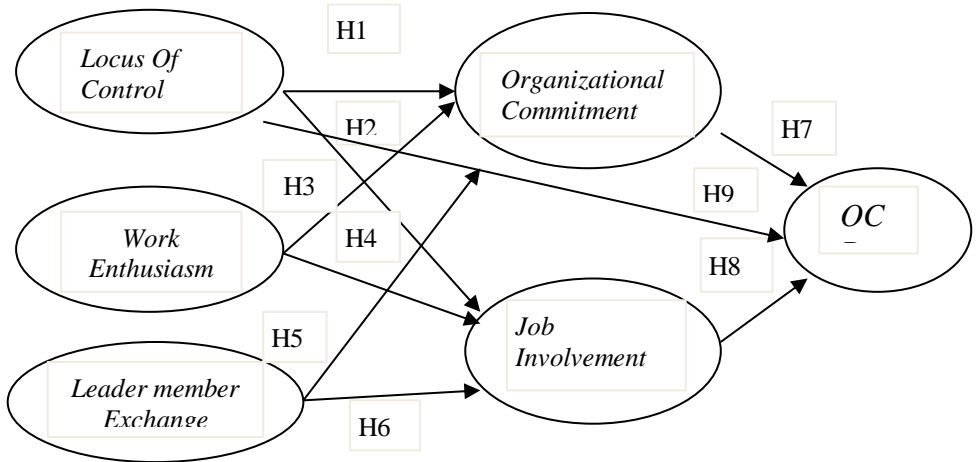 H1
Locus Of
Control
Organizational
Commitment
H2
H7
H3
H9
OC
Work
Enthusiasm
H4
H8
H5
Job
Involvement
Leader member
Exchange
H6